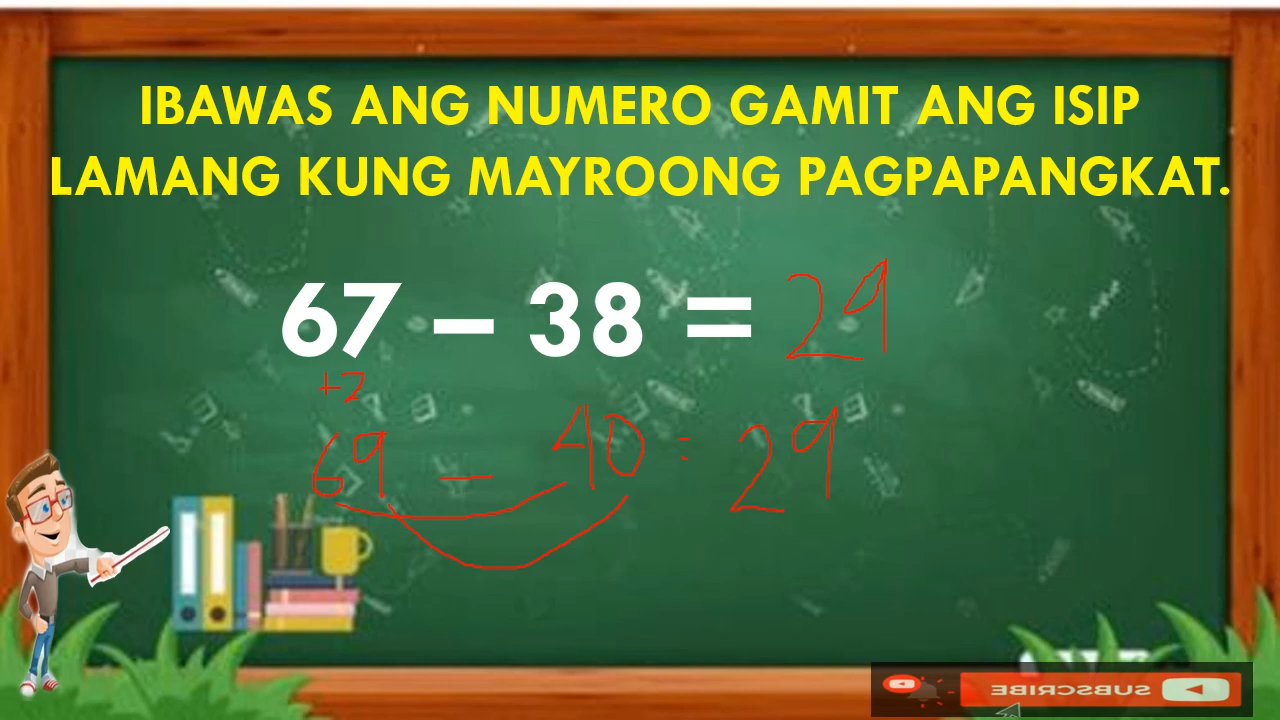 IBAWAS ANG NUMERO GAMIT ANG ISIP
LAMANG KUNG MAYROONG PAGPAPANGKAT.
67 – 38 = 29
+2
69 – 40 = 29
SUBSCRIBE